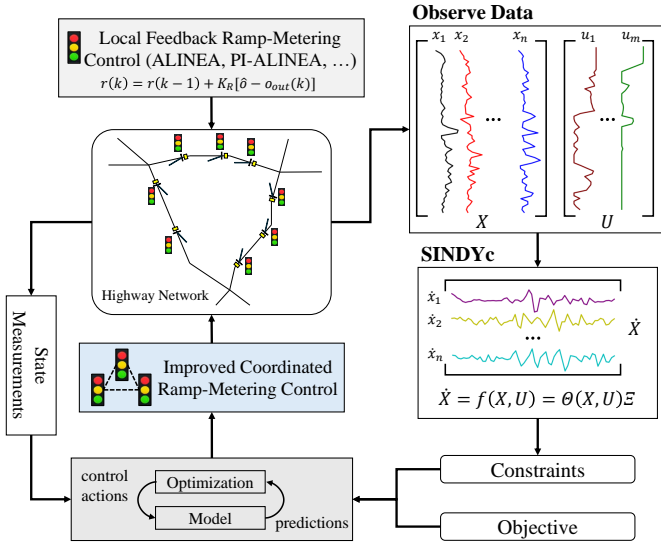 Local Feedback Ramp-Metering
Control (ALINEA, PI-ALINEA, …)
r(k) = r(k − 1) + K_R[ô − o_out(k)]
Highway Network
Observe Data
x_1 x_2 x_n u_1 u_m
... ...
X U
SINDYc
ẋ_1
ẋ_2
...
ẋ_n
Ẋ
Ẋ = f(X, U) = Θ(X, U)Ξ
State
Measurements
Improved Coordinated
Ramp-Metering Control
control
actions
Optimization
Model
predictions
Constraints
Objective